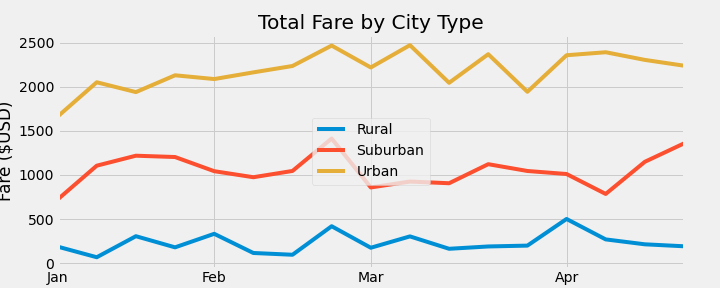 Total Fare by City Type
Fare ($USD)
2500
2000
1500
1000
500
0
Rural
Suburban
Urban
Jan Feb Mar Apr